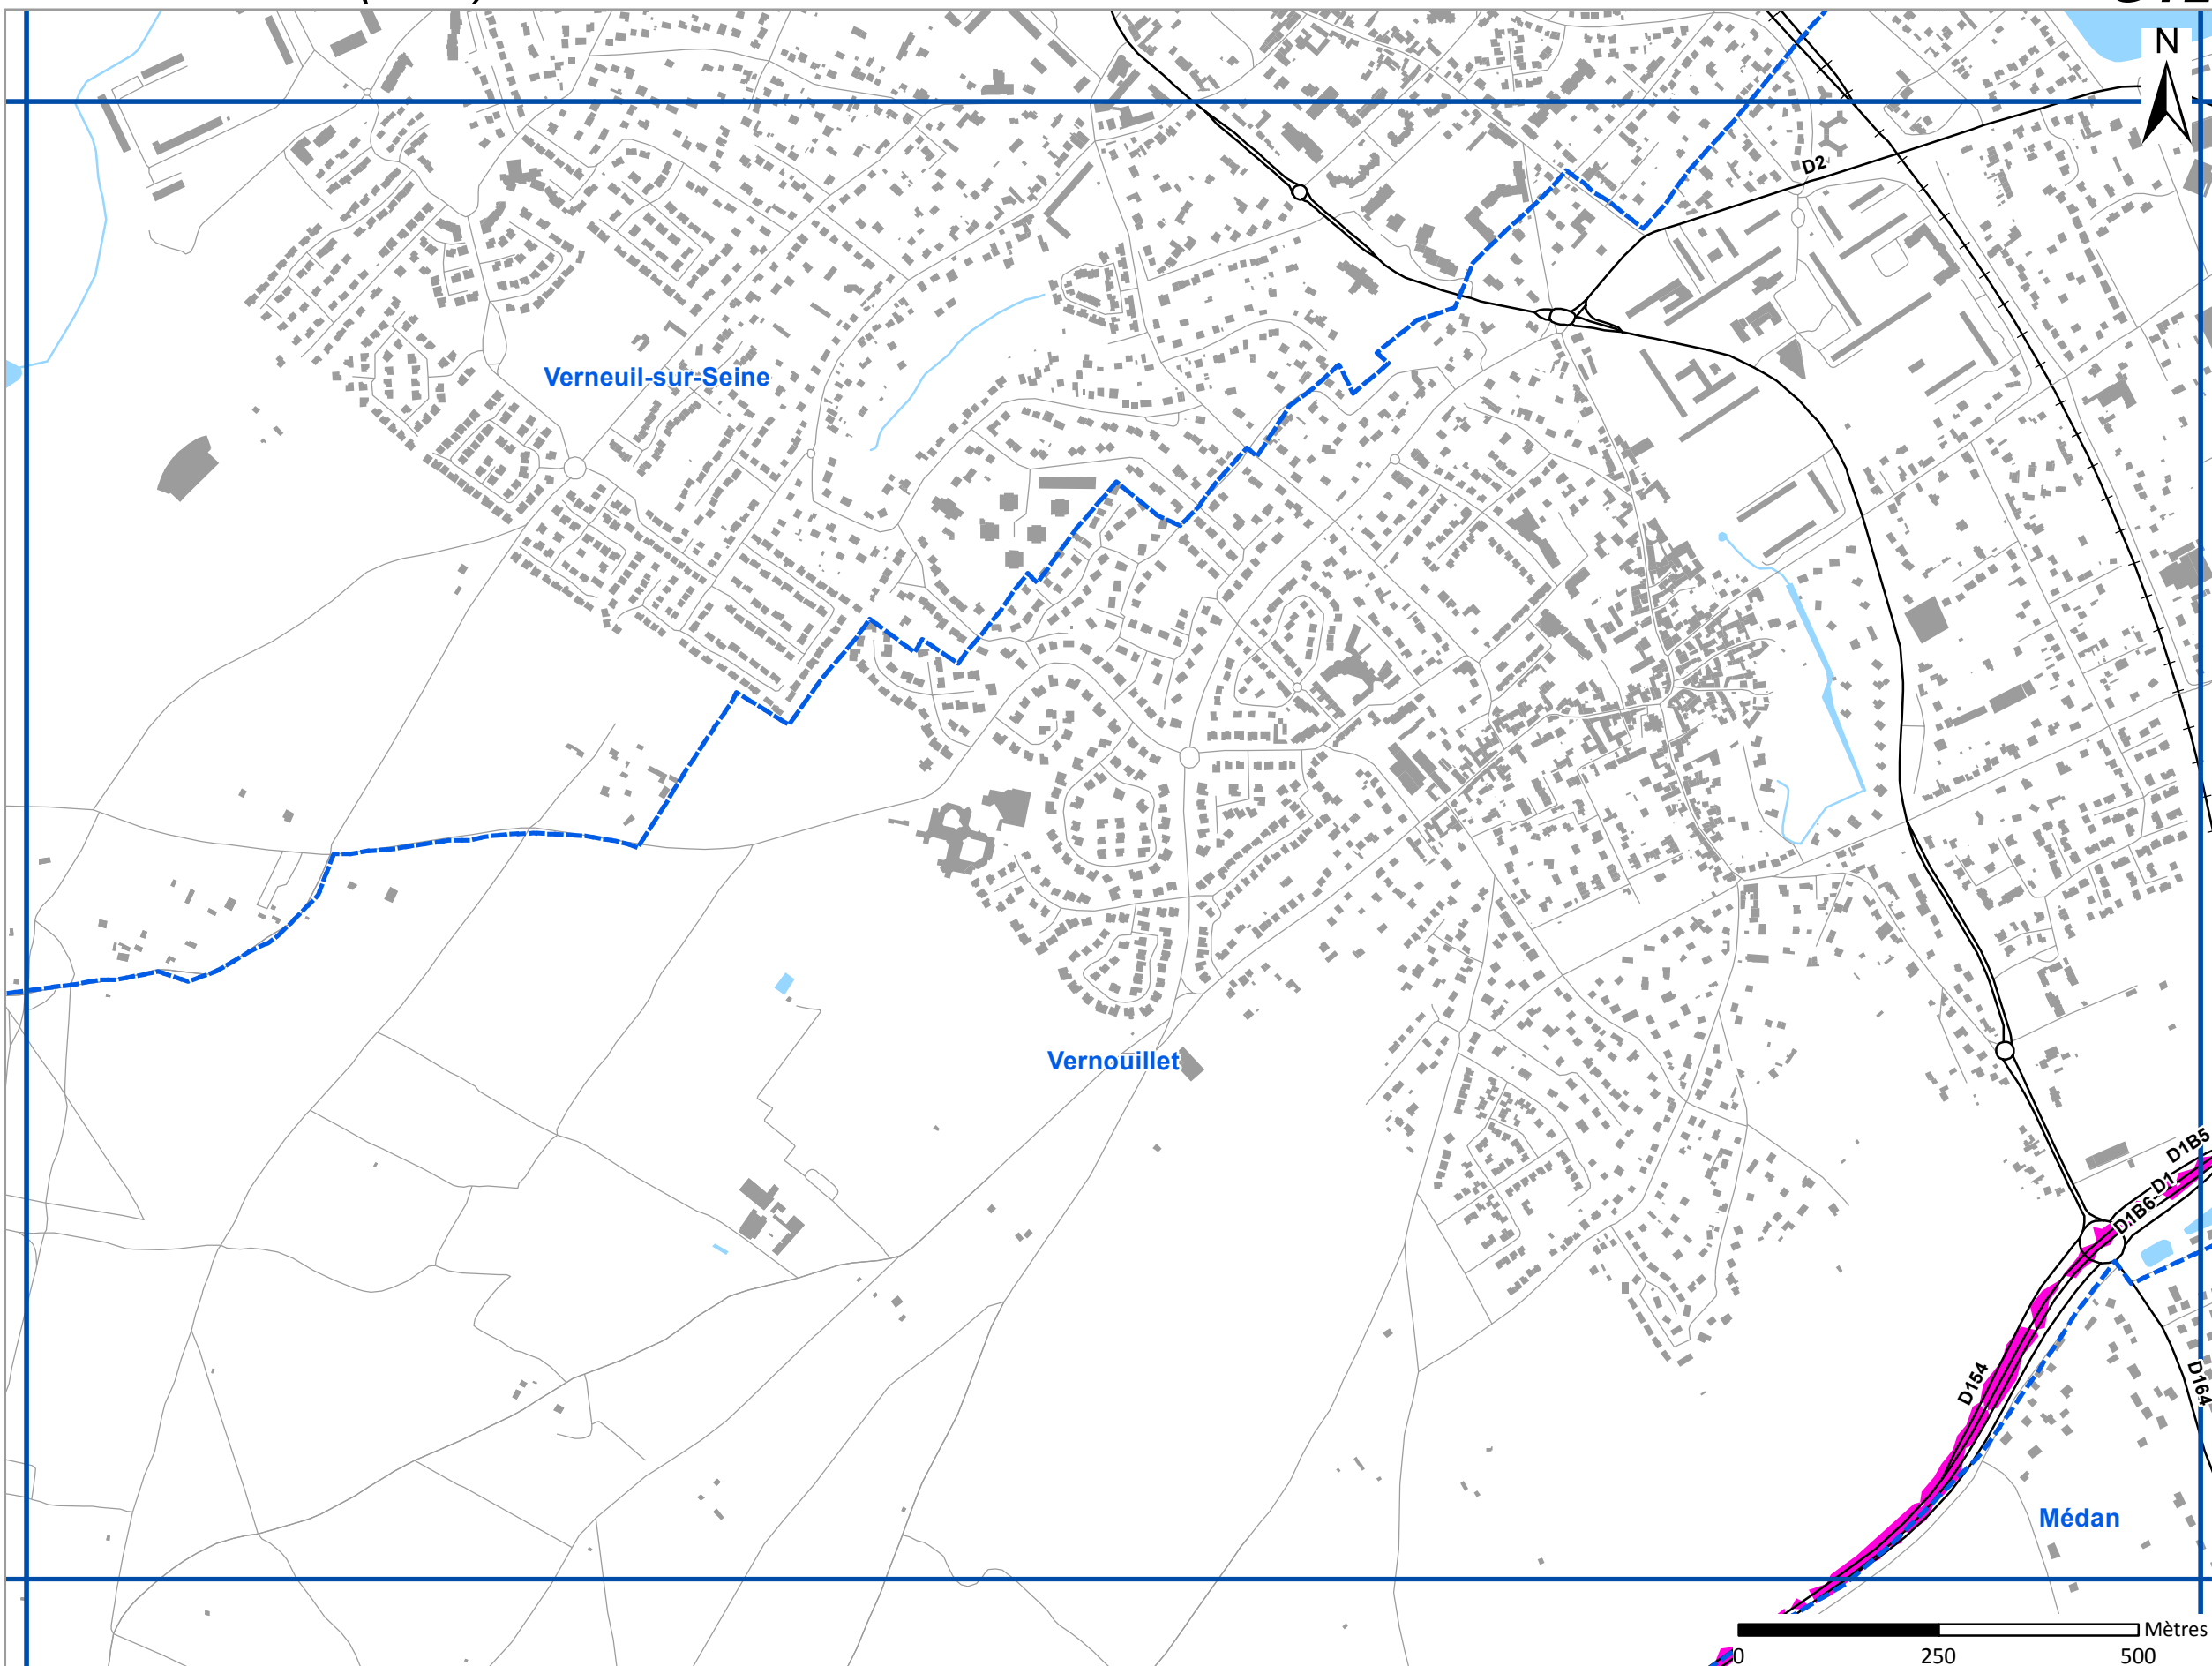 N
D2
Verneuil-sur-Seine
Vernouillet
D1B5
D1
D1B6
D154
D164
Médan
Mètres
0 250 500